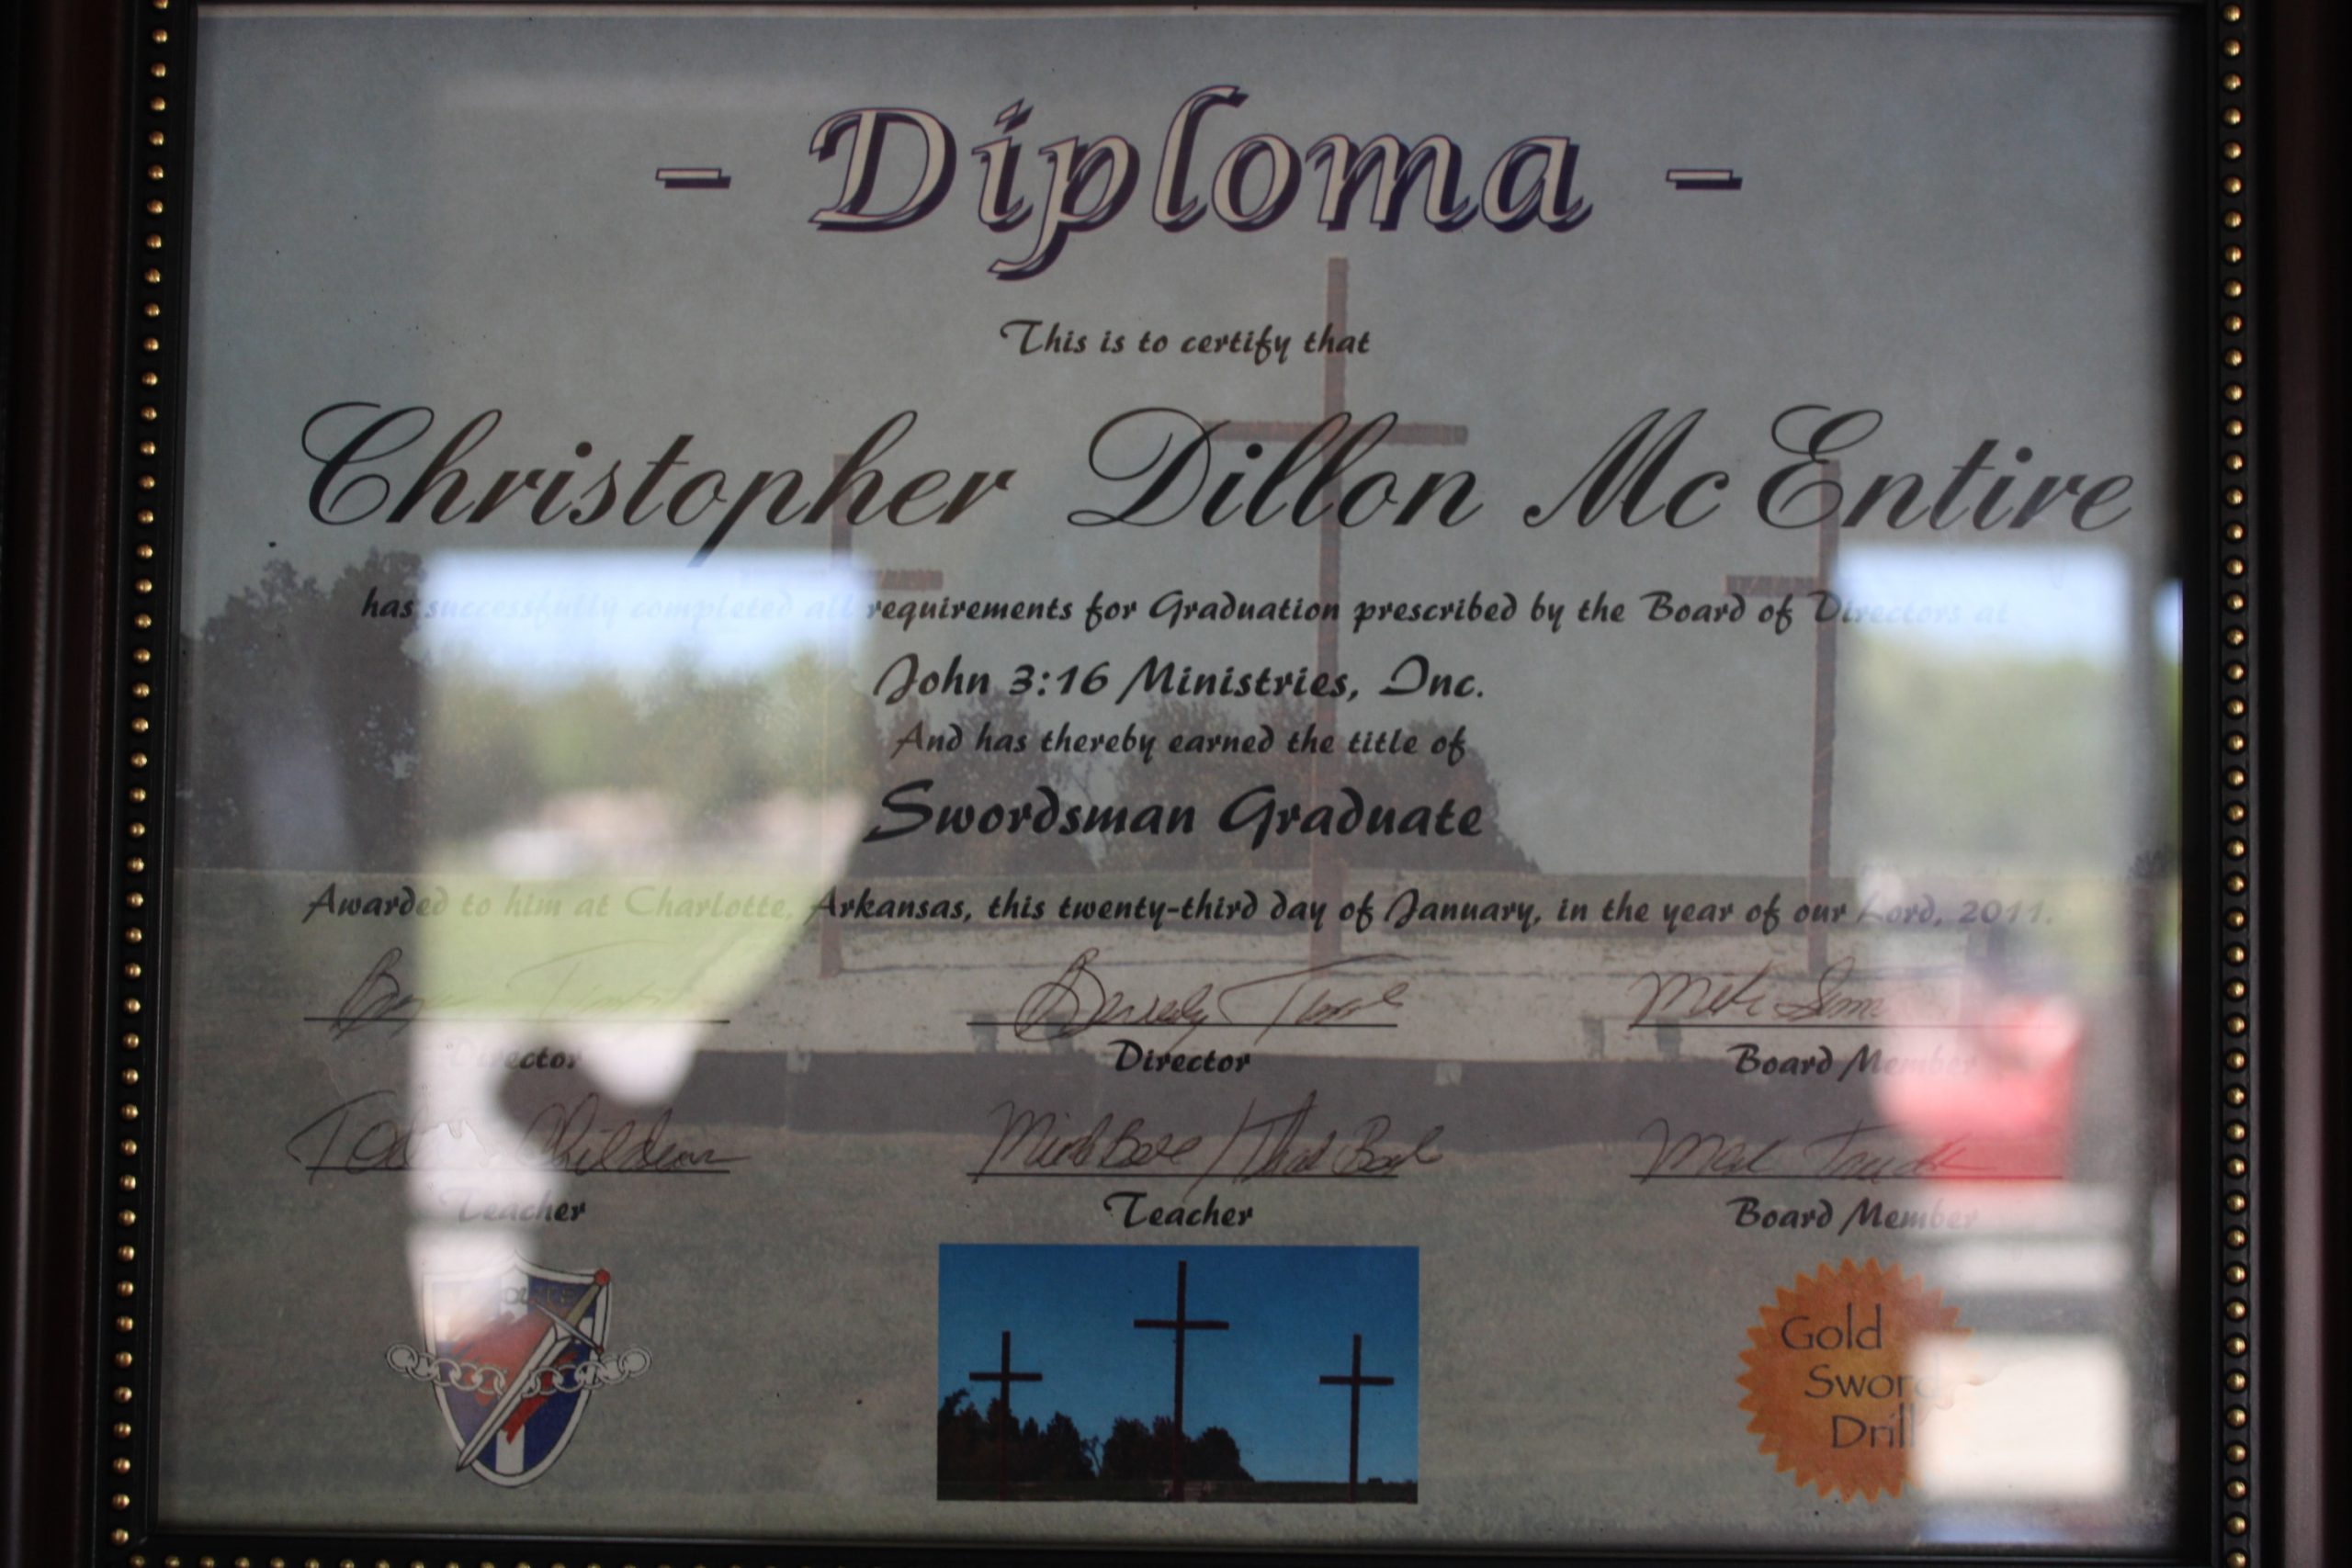 - Diploma -
This is to certify that
Christopher Dillon McEntire
has successfully completed all requirements for Graduation prescribed by the Board of Directors at
John 3:16 Ministries, Inc.
And has thereby earned the title of
Swordsman Graduate
Awarded to him at Charlotte, Arkansas, this twenty-third day of January, in the year of our Lord, 2011.
Beverly
Director Director Board Member
Teacher Teacher Board Member
Gold
Sword
Drill